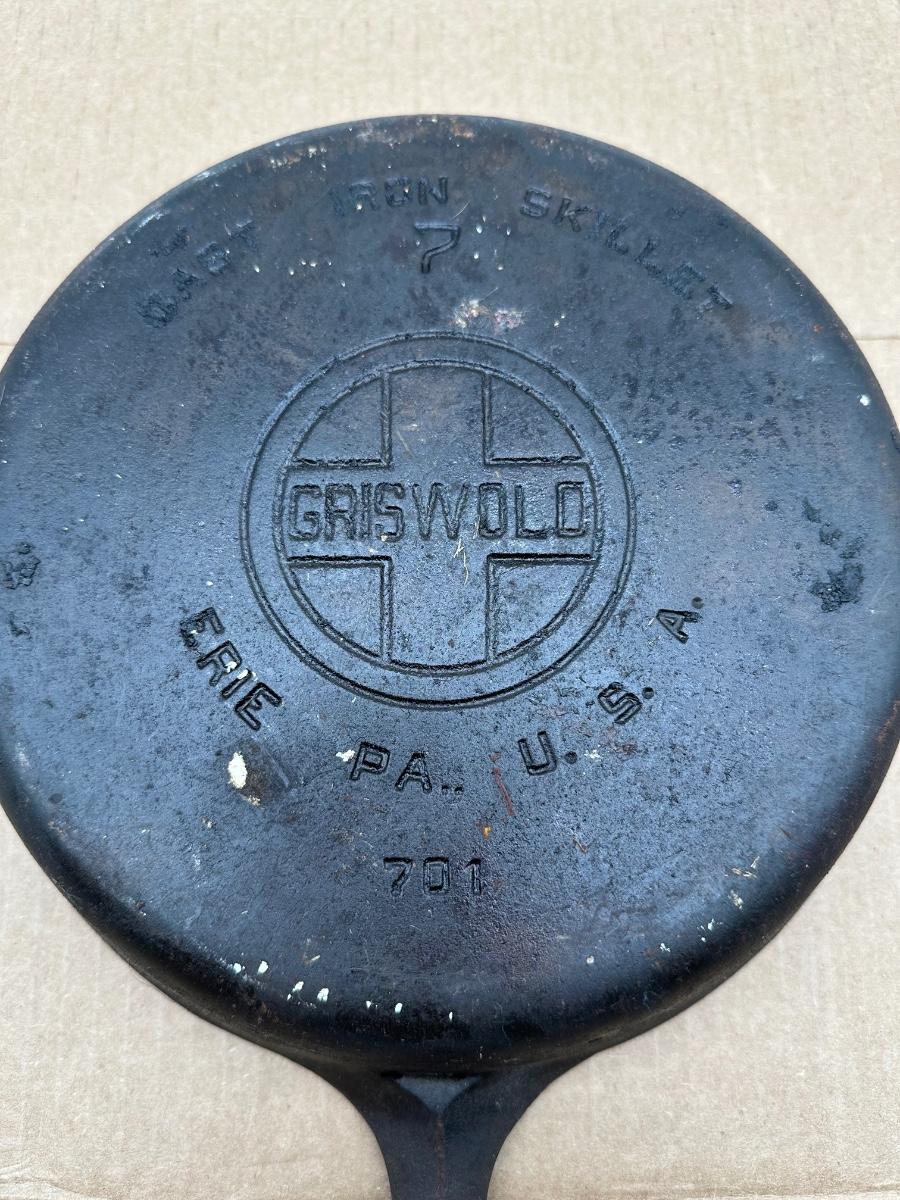 CAST IRON SKILLET
7
GRISWOLD
ERIE PA., U. S. A.
701